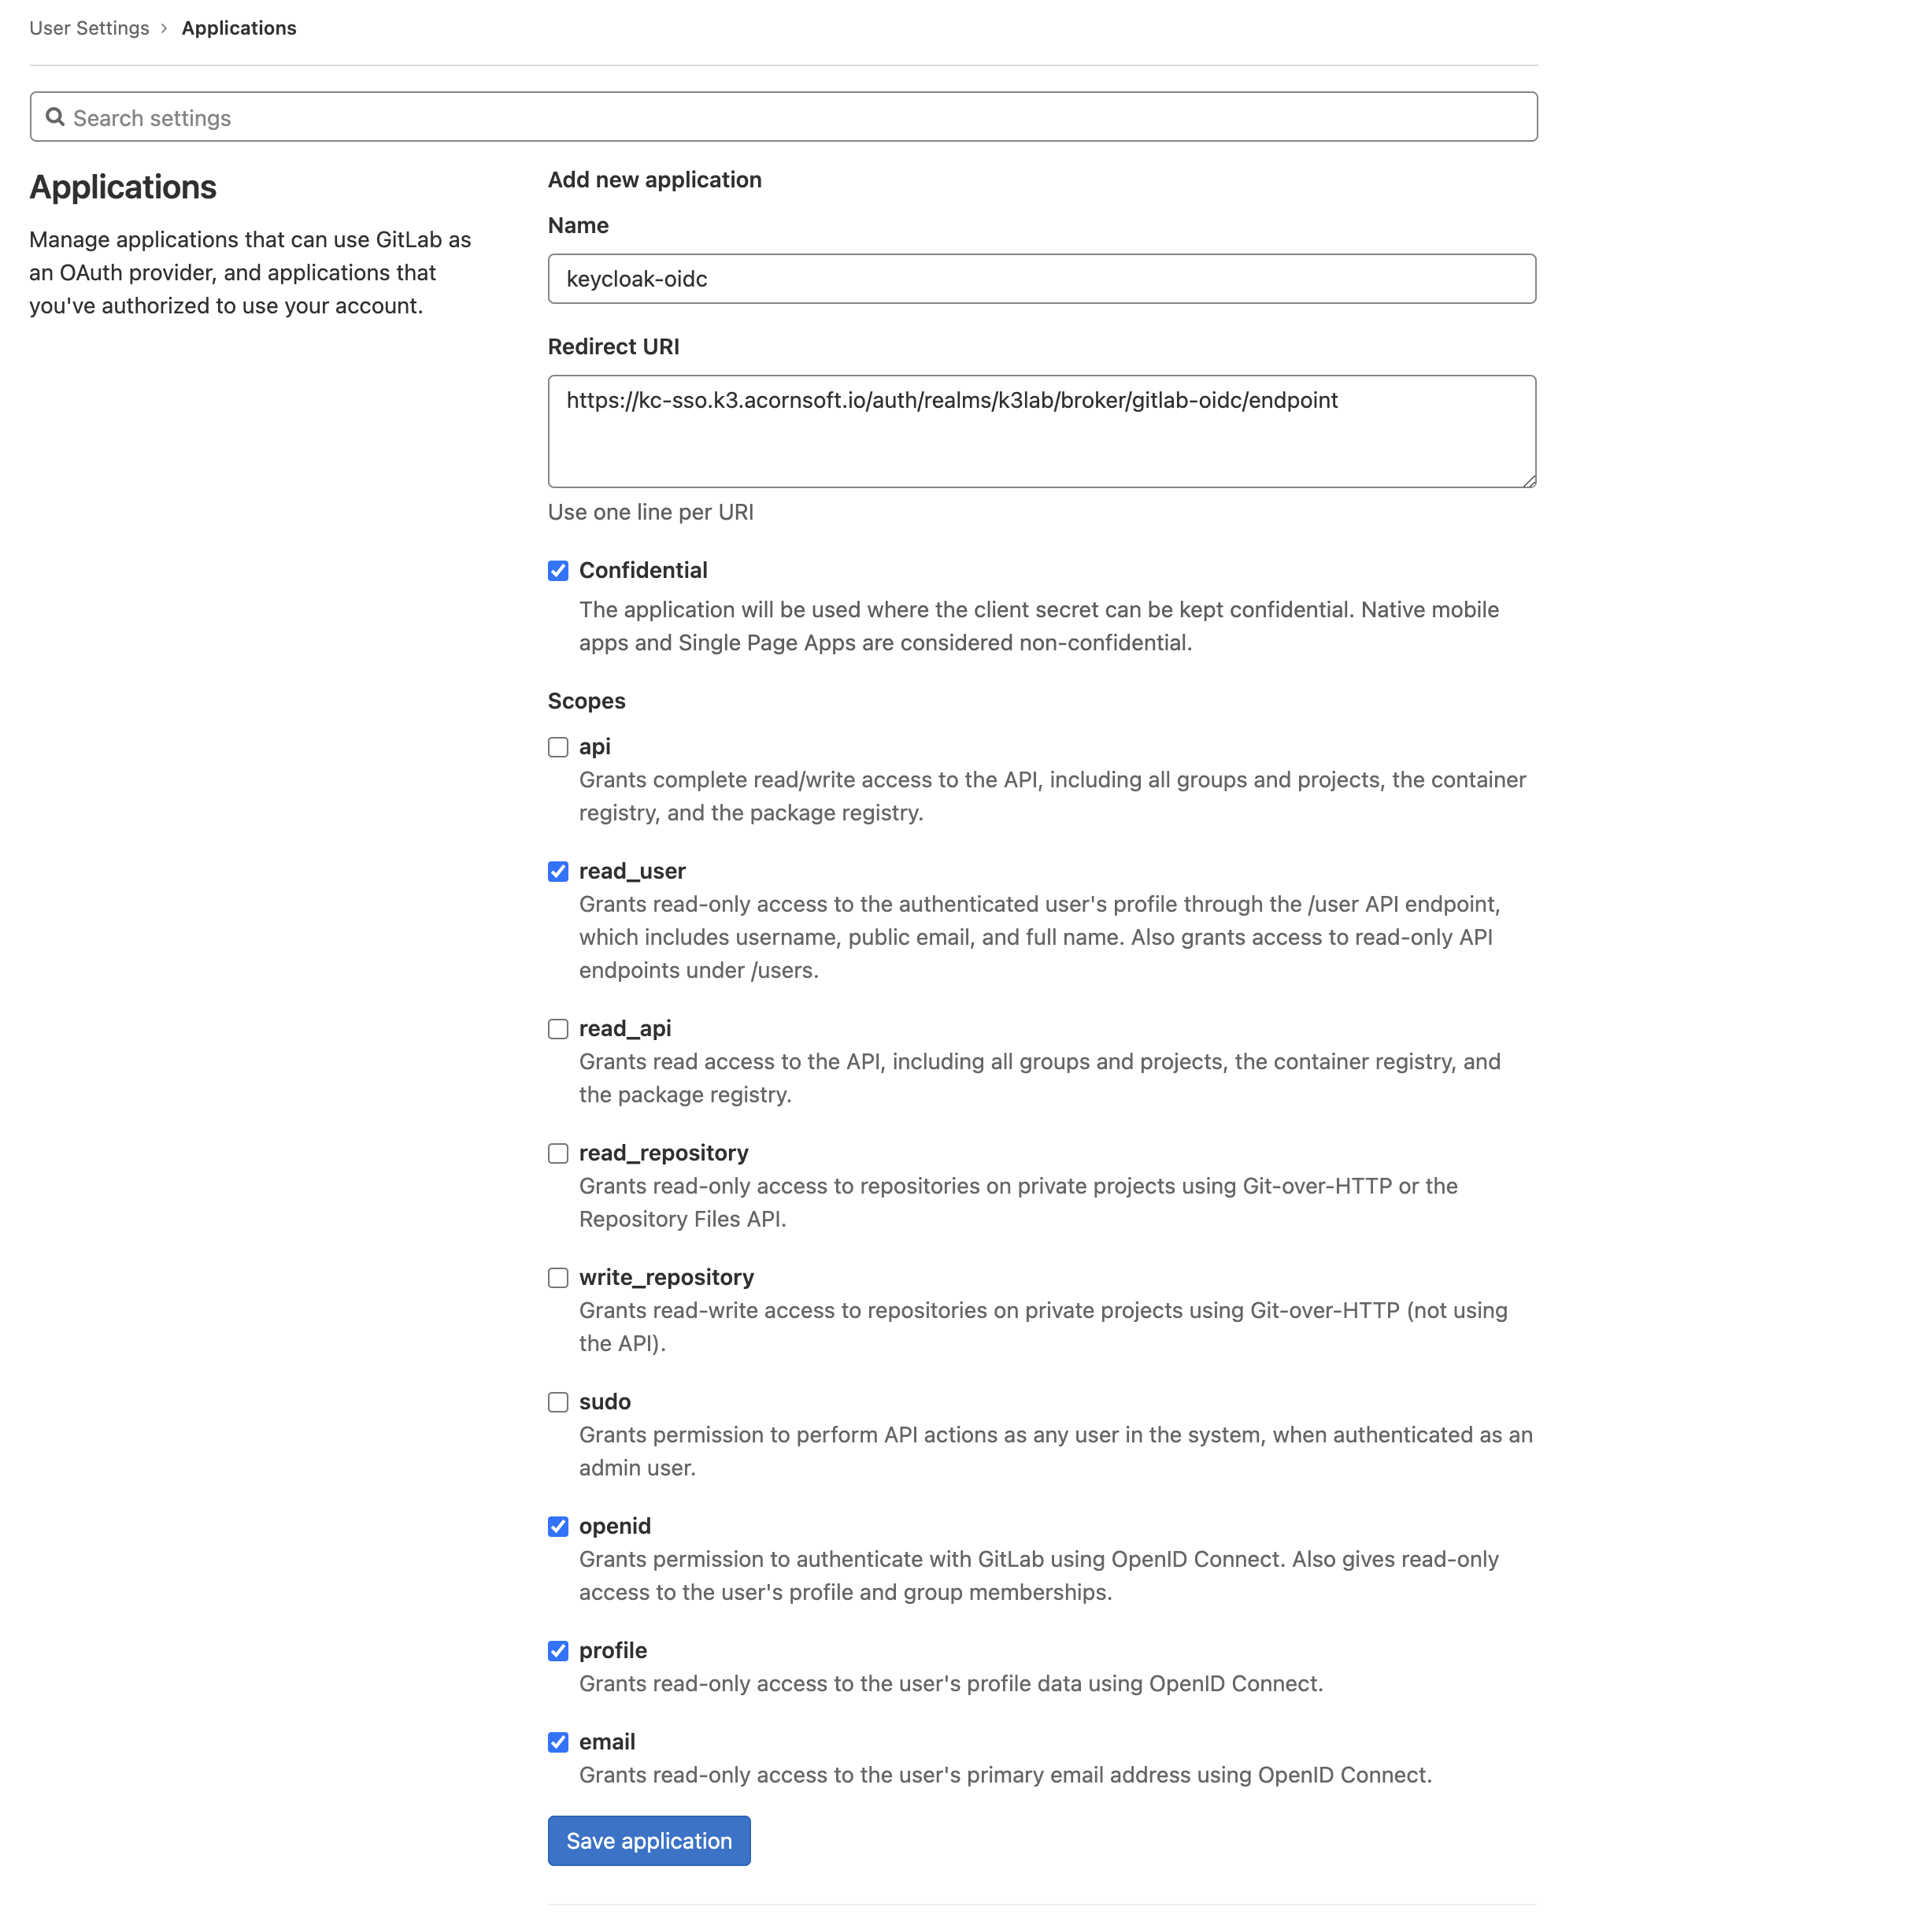 User Settings › Applications
Search settings
Applications
Manage applications that can use GitLab as
an OAuth provider, and applications that
you've authorized to use your account.
Add new application
Name
keycloak-oidc
Redirect URI
https://kc-sso.k3.acornsoft.io/auth/realms/k3lab/broker/gitlab-oidc/endpoint
Use one line per URI
Confidential
The application will be used where the client secret can be kept confidential. Native mobile
apps and Single Page Apps are considered non-confidential.
Scopes
api
Grants complete read/write access to the API, including all groups and projects, the container
registry, and the package registry.
read_user
Grants read-only access to the authenticated user's profile through the /user API endpoint,
which includes username, public email, and full name. Also grants access to read-only API
endpoints under /users.
read_api
Grants read access to the API, including all groups and projects, the container registry, and
the package registry.
read_repository
Grants read-only access to repositories on private projects using Git-over-HTTP or the
Repository Files API.
write_repository
Grants read-write access to repositories on private projects using Git-over-HTTP (not using
the API).
sudo
Grants permission to perform API actions as any user in the system, when authenticated as an
admin user.
openid
Grants permission to authenticate with GitLab using OpenID Connect. Also gives read-only
access to the user's profile and group memberships.
profile
Grants read-only access to the user's profile data using OpenID Connect.
email
Grants read-only access to the user's primary email address using OpenID Connect.
Save application